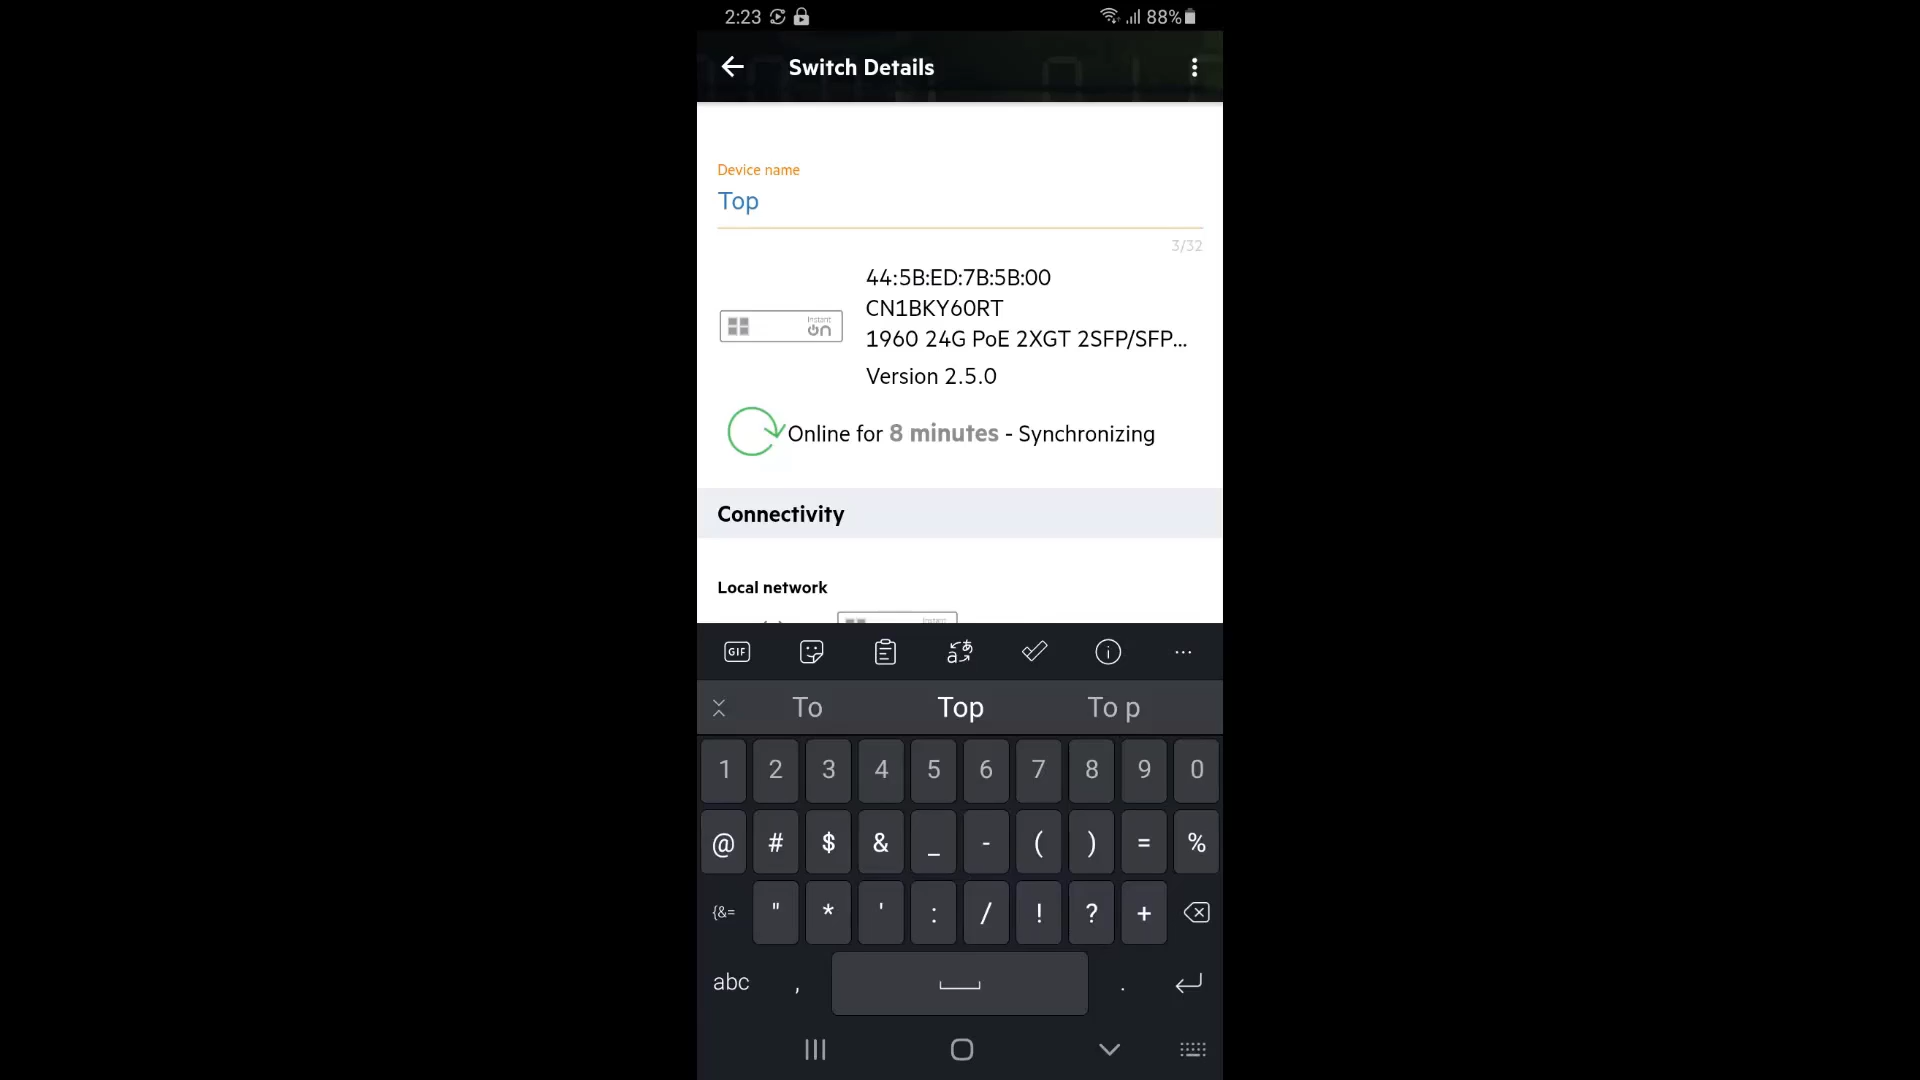 2:23
88%
Switch Details
Device name
Top
3/32
44:5B:ED:7B:5B:00
CN1BKY60RT
1960 24G PoE 2XGT 2SFP/SFP...
Instant
on
Version 2.5.0
Online for 8 minutes - Synchronizing
Connectivity
Local network
GIF
To Top To p
1 2 3 4 5 6 7 8 9 0
@ # $ & _ - ( ) = %
{&= " * ' : / ! ? +
abc , .